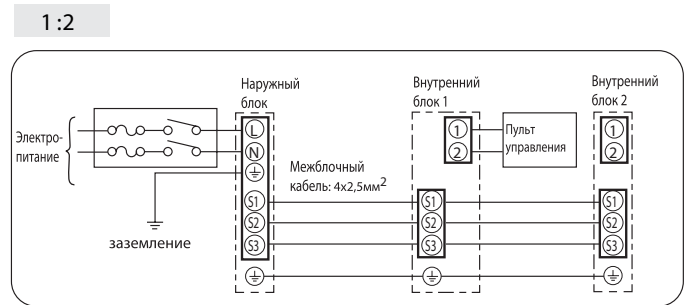 1:2
Наружный
блок
Внутренний
блок 1
Внутренний
блок 2
Электро-
питание
L
N
1
2
Пульт
управления
1
2
Межблочный
кабель: 4x2,5мм2
заземление
S1
S2
S3
S1
S2
S3
S1
S2
S3